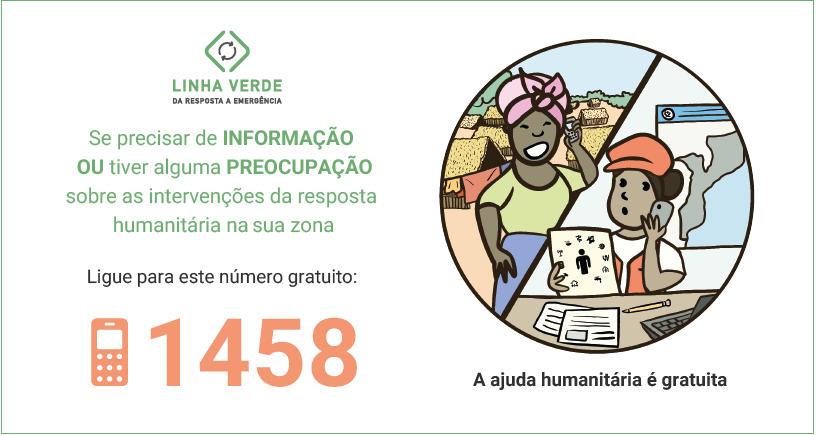 LINHA VERDE
DA RESPOSTA A EMERGÊNCIA
Se precisar de INFORMAÇÃO
OU tiver alguma PREOCUPAÇÃO
sobre as intervenções da resposta
humanitária na sua zona
Ligue para este número gratuito:
1458
A ajuda humanitária é gratuita